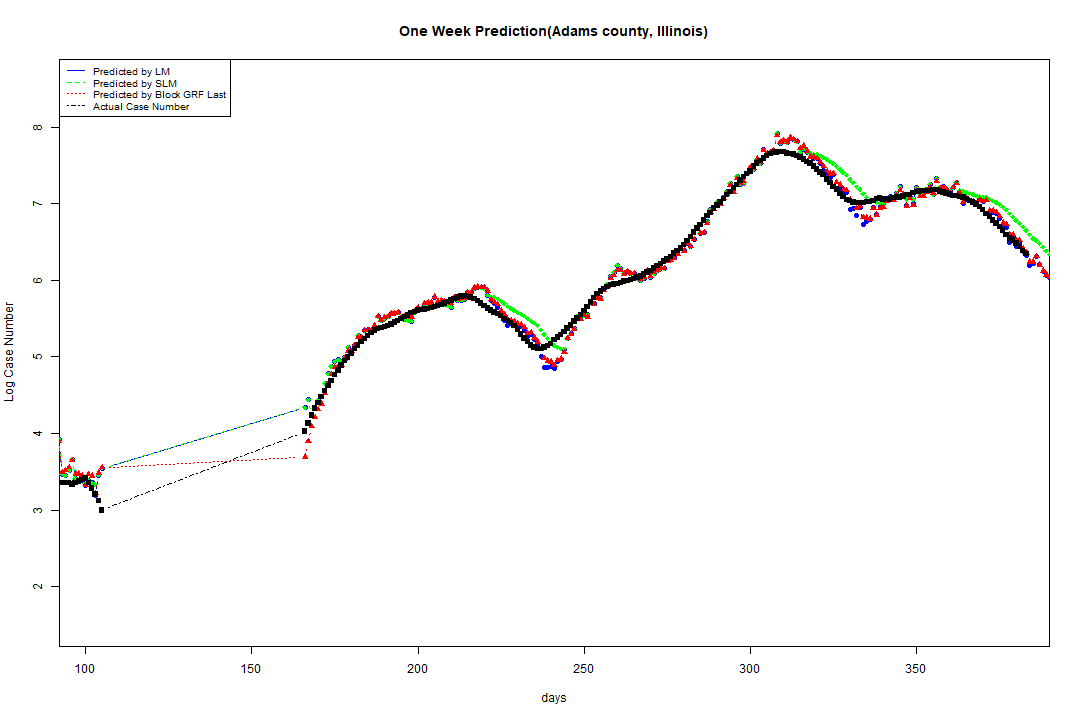 One Week Prediction(Adams county, Illinois)
Predicted by LM
Predicted by SLM
Predicted by Block GRF Last
Actual Case Number
Log Case Number
8
7
6
5
4
3
2
100 150 200 250 300 350
days